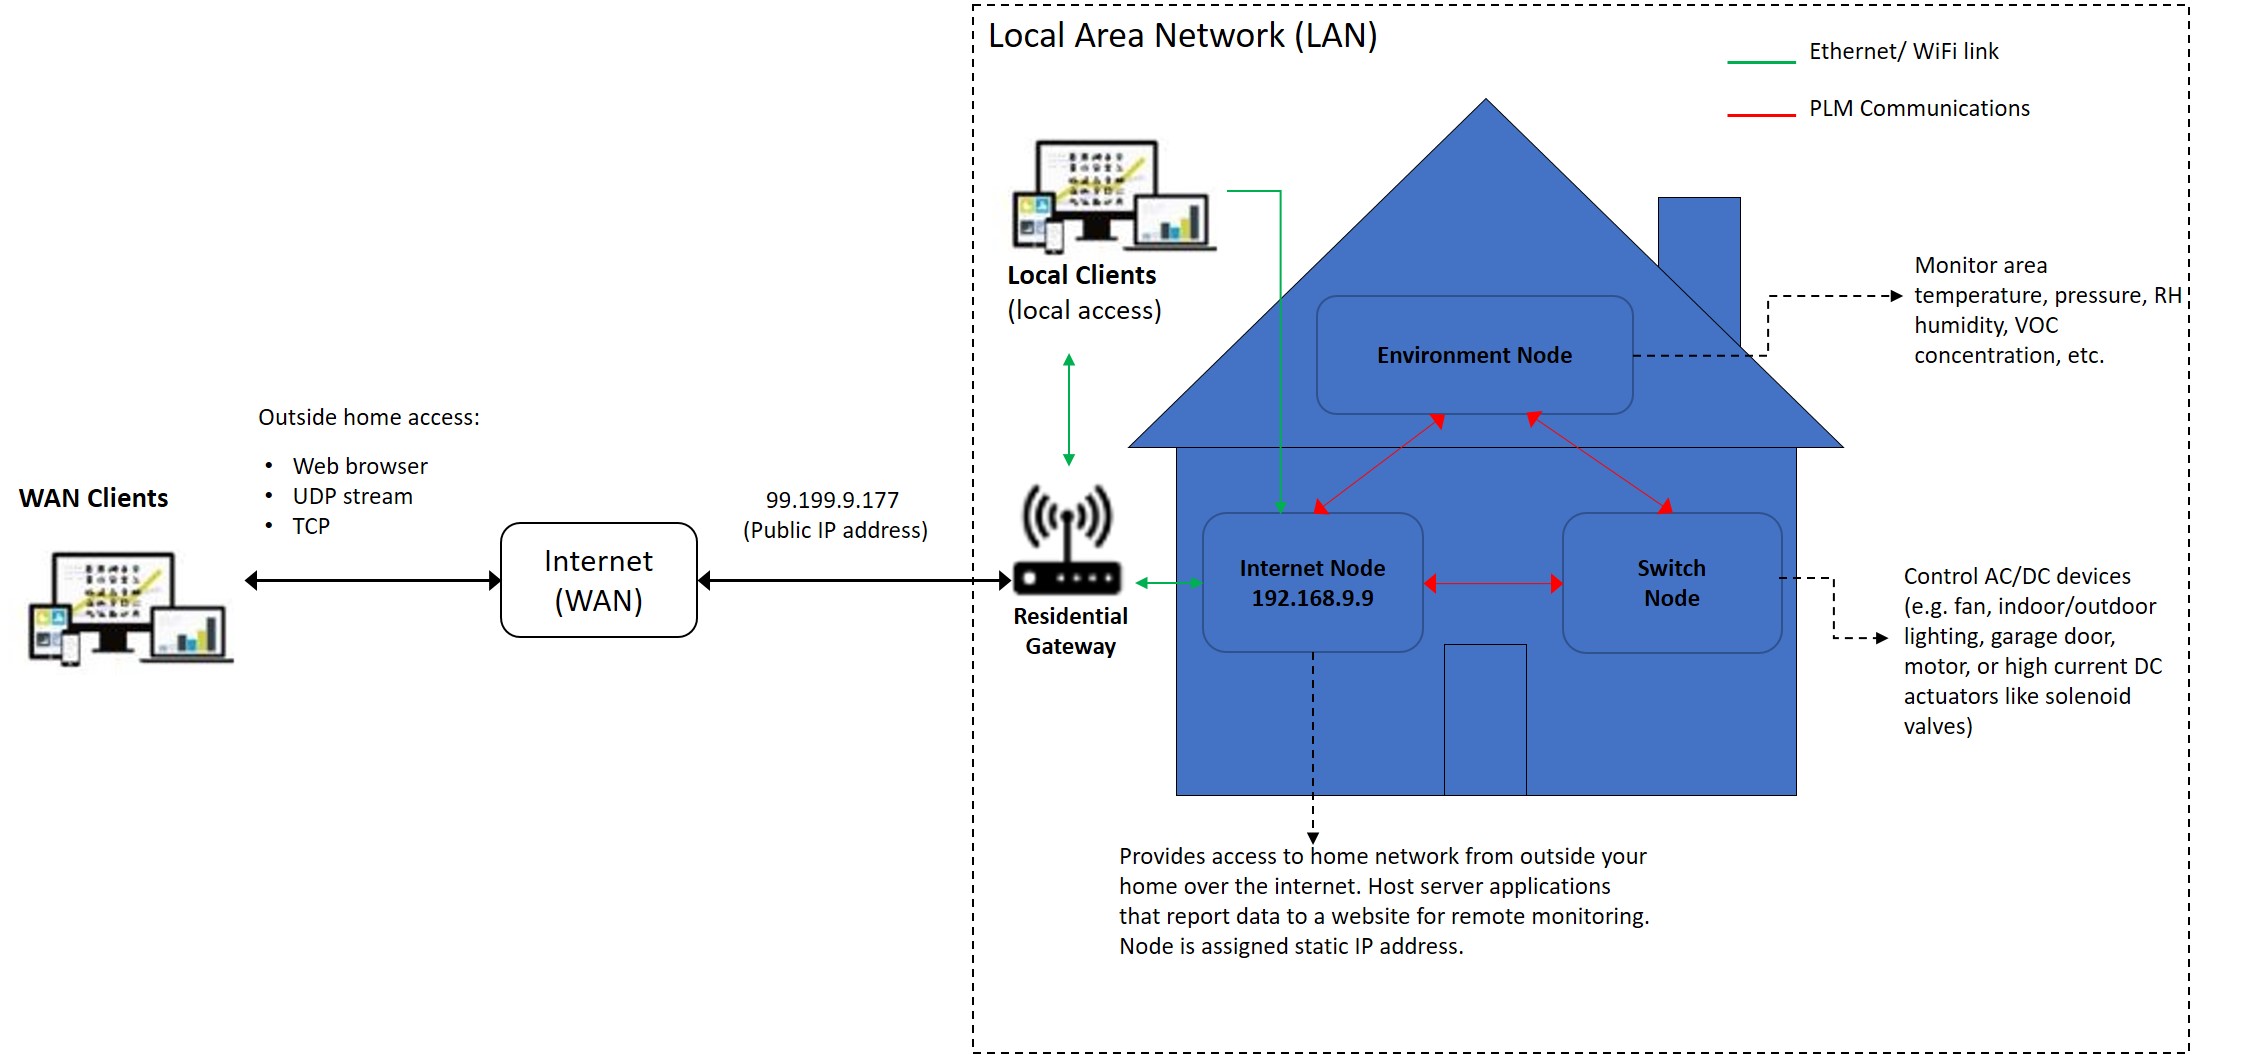 Local Area Network (LAN)
Ethernet/ WiFi link
PLM Communications
Local Clients
(local access)
Monitor area
temperature, pressure, RH
humidity, VOC
concentration, etc.
Environment Node
Outside home access:
• Web browser
• UDP stream
• TCP
WAN Clients
99.199.9.177
(Public IP address)
Internet
(WAN)
Residential
Gateway
Internet Node
192.168.9.9
Switch
Node
Control AC/DC devices
(e.g. fan, indoor/outdoor
lighting, garage door,
motor, or high current DC
actuators like solenoid
valves)
Provides access to home network from outside your
home over the internet. Host server applications
that report data to a website for remote monitoring.
Node is assigned static IP address.